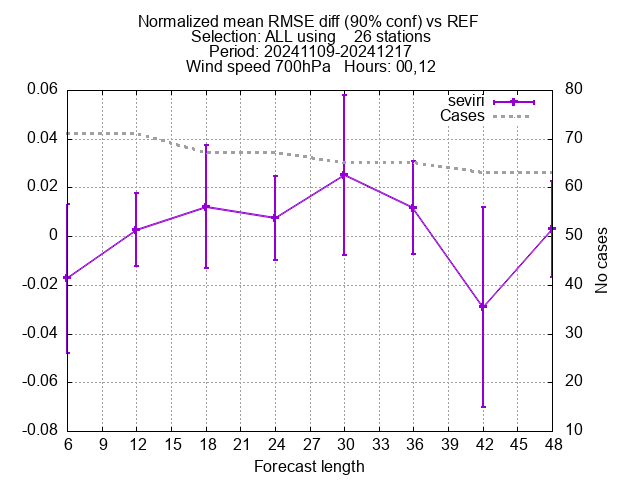 Normalized mean RMSE diff (90% conf) vs REF
Selection: ALL using    26 stations
Period: 20241109-20241217
Wind speed 700hPa   Hours: 00,12
seviri
Cases
0.06
0.04
0.02
0
-0.02
-0.04
-0.06
-0.08
80
70
60
50
40
30
20
10
No cases
6 9 12 15 18 21 24 27 30 33 36 39 42 45 48
Forecast length